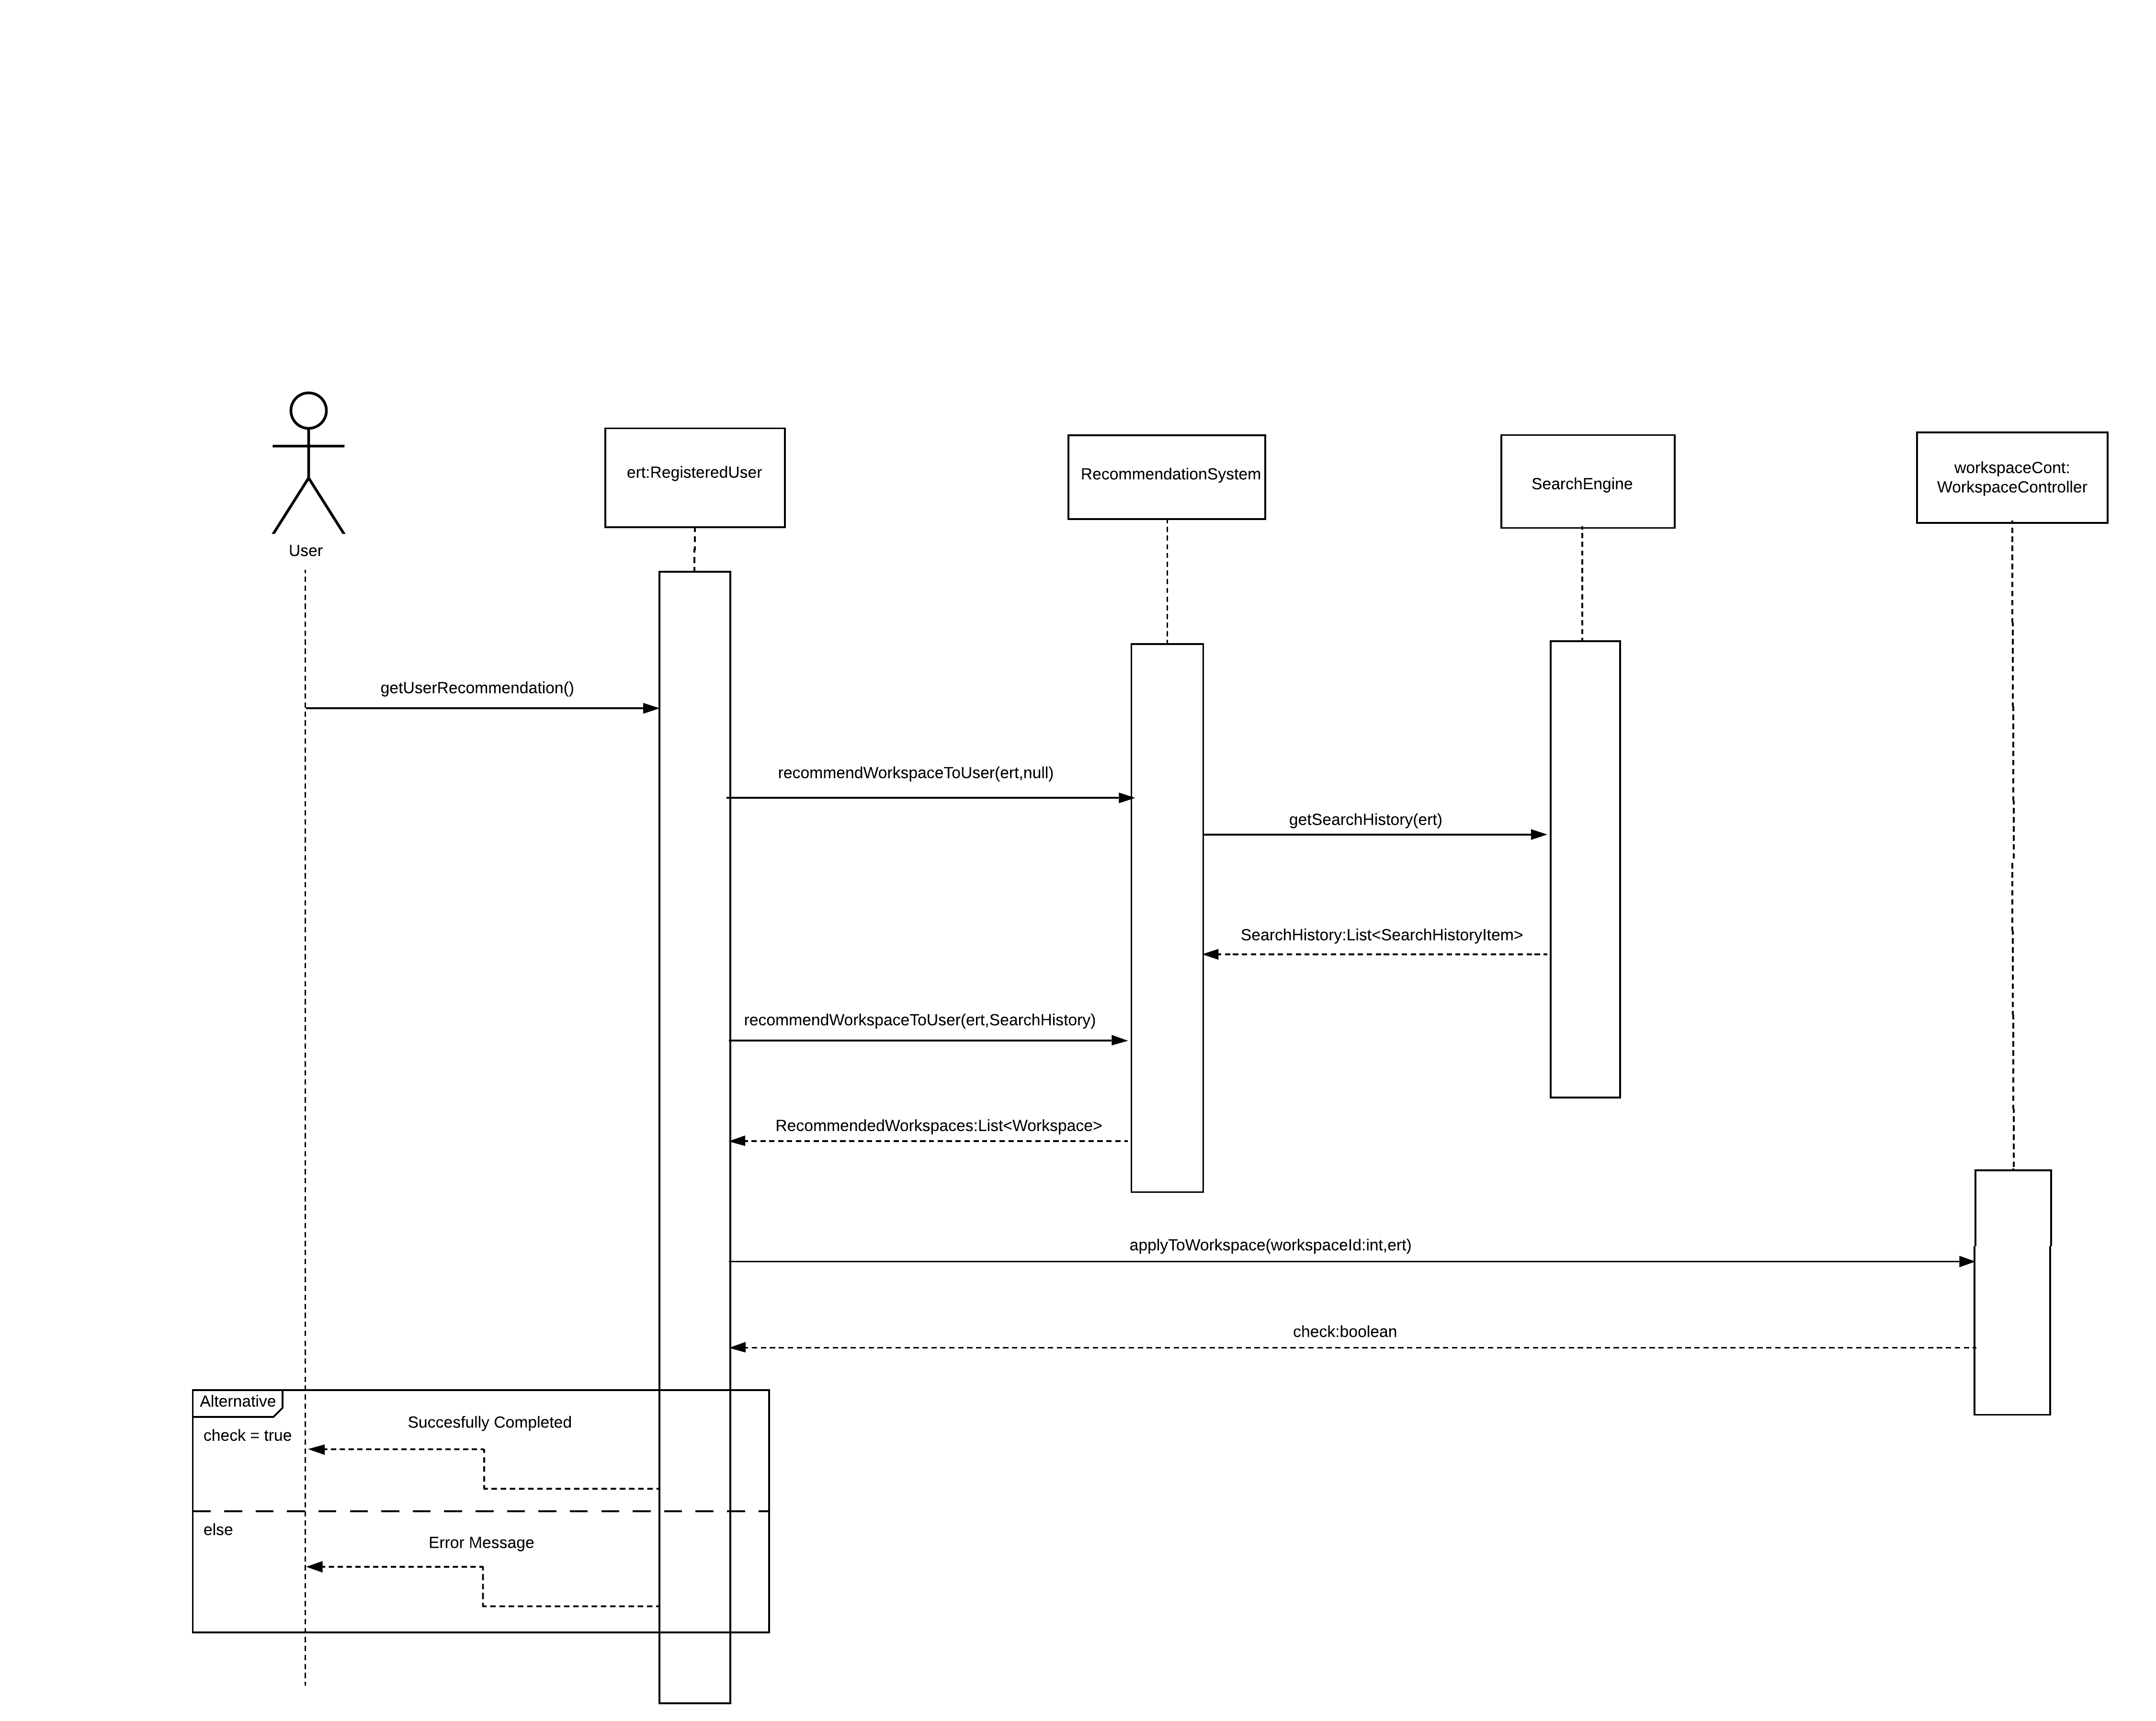 User
ert:RegisteredUser
RecommendationSystem
SearchEngine
workspaceCont:
WorkspaceController
getUserRecommendation()
recommendWorkspaceToUser(ert,null)
getSearchHistory(ert)
SearchHistory:List<SearchHistoryItem>
recommendWorkspaceToUser(ert,SearchHistory)
RecommendedWorkspaces:List<Workspace>
applyToWorkspace(workspaceId:int,ert)
check:boolean
Alternative
Succesfully Completed
check = true
else
Error Message